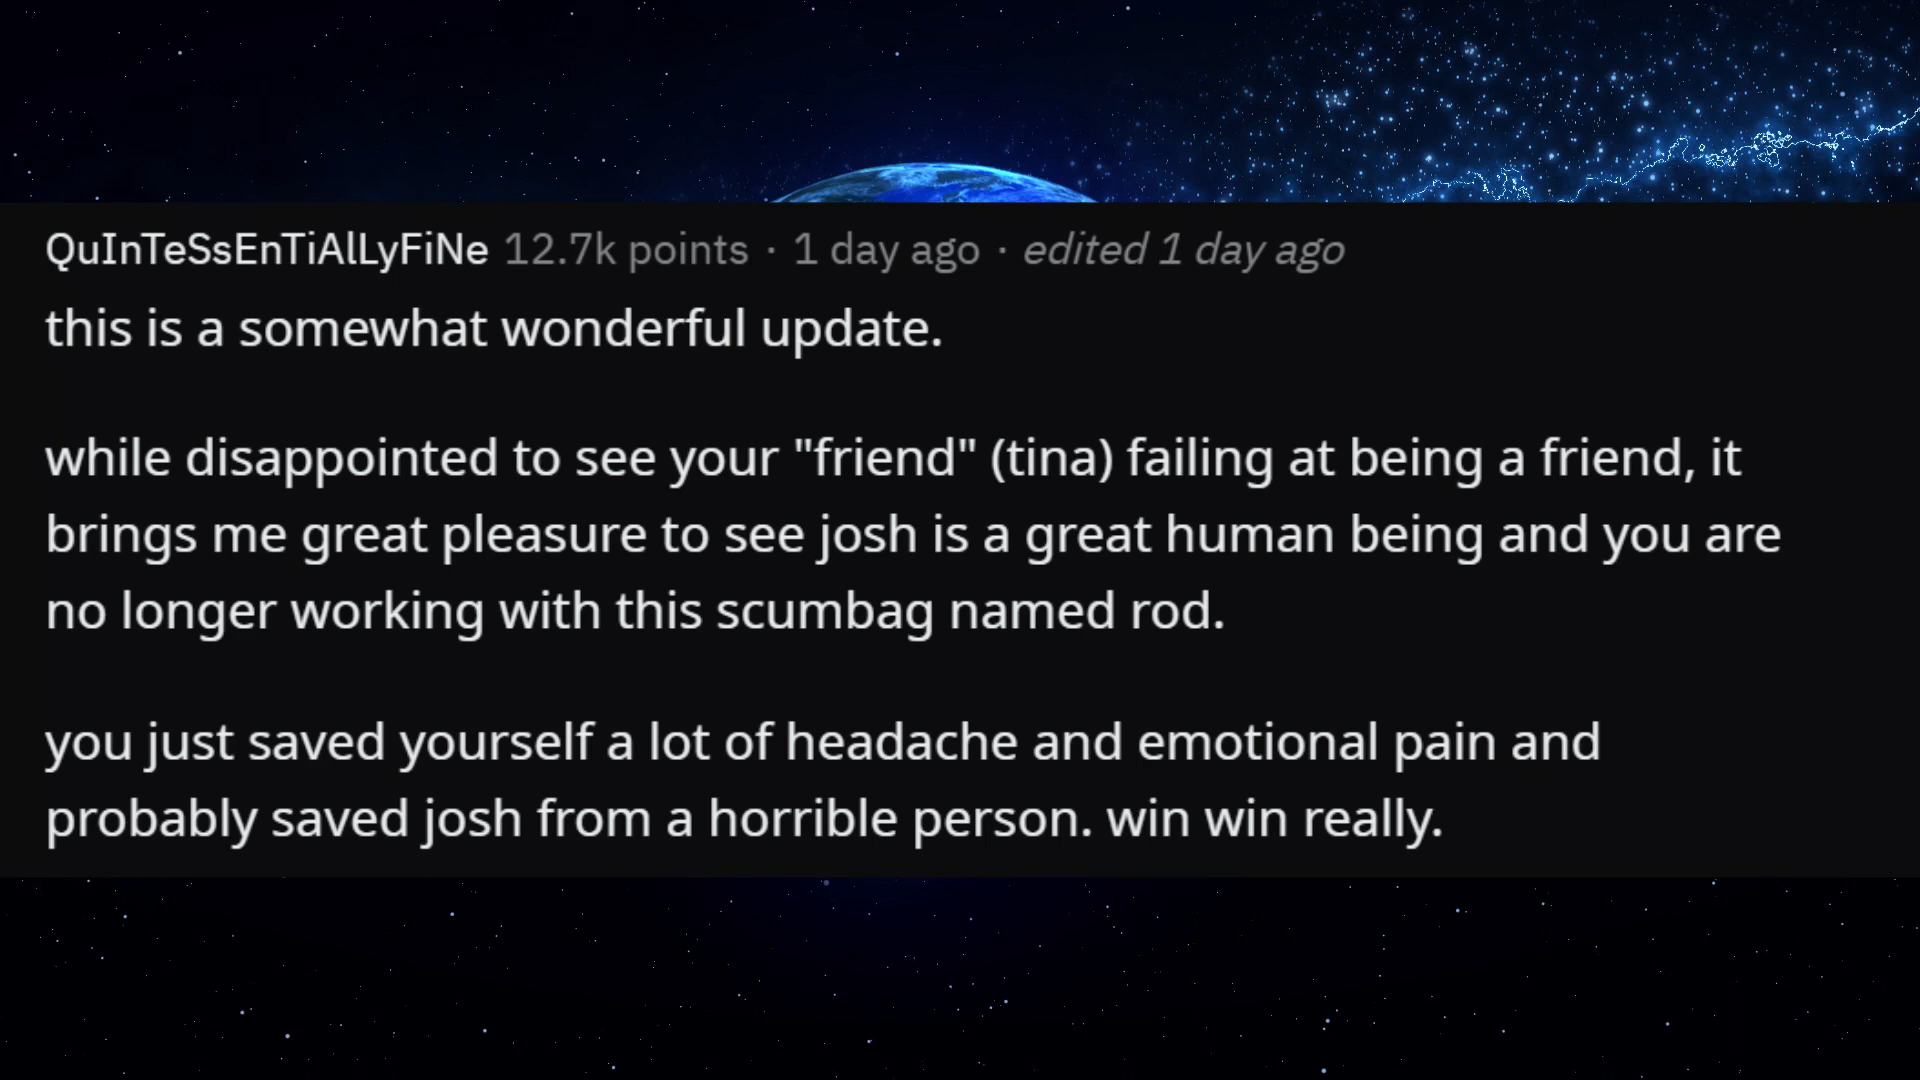 QuInTeSsEnTiAlLyFiNe 12.7k points · 1 day ago · edited 1 day ago
this is a somewhat wonderful update.
while disappointed to see your "friend" (tina) failing at being a friend, it
brings me great pleasure to see josh is a great human being and you are
no longer working with this scumbag named rod.
you just saved yourself a lot of headache and emotional pain and
probably saved josh from a horrible person. win win really.